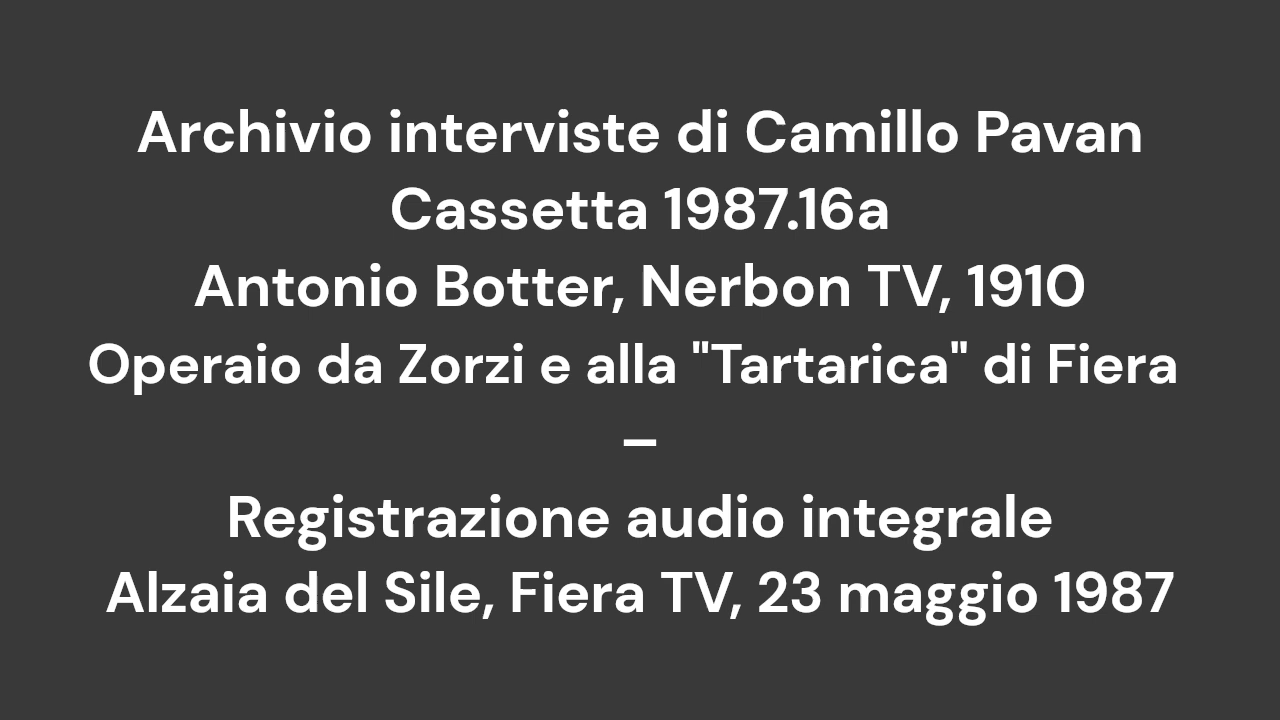 Archivio interviste di Camillo Pavan
Cassetta 1987.16a
Antonio Botter, Nerbon TV, 1910
Operaio da Zorzi e alla "Tartarica" di Fiera
–
Registrazione audio integrale
Alzaia del Sile, Fiera TV, 23 maggio 1987